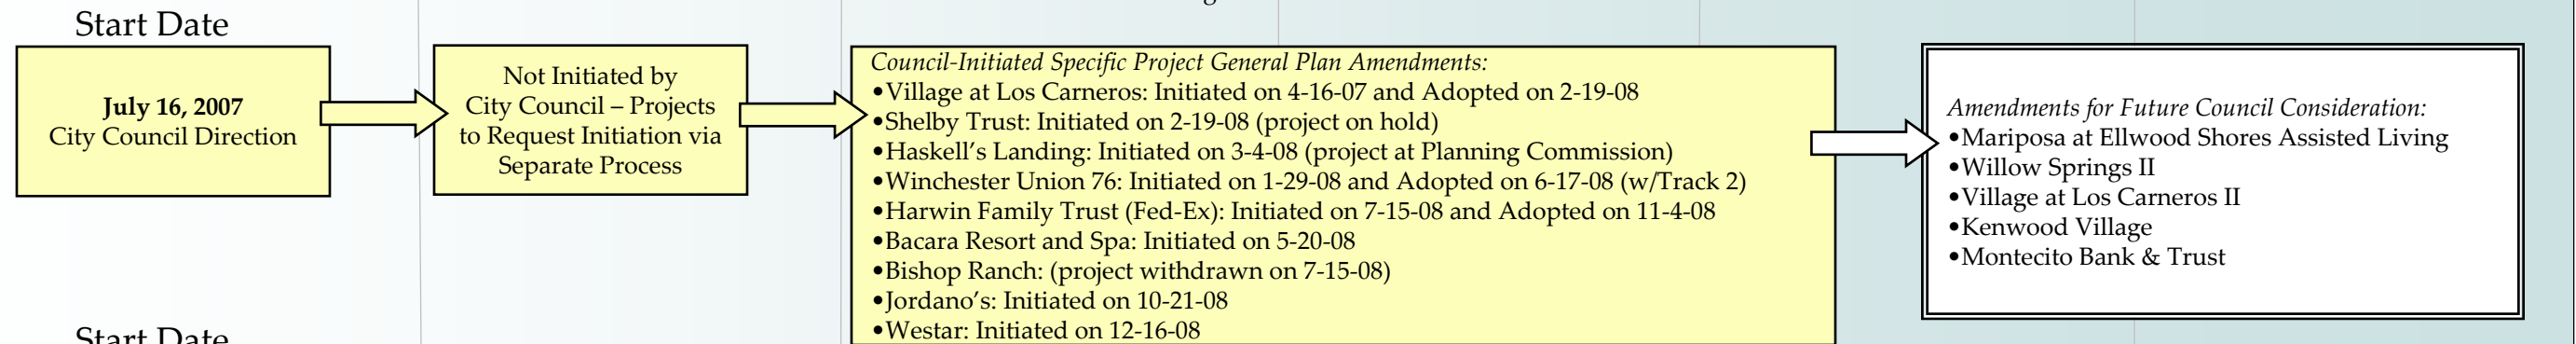 Start Date
July 16, 2007
City Council Direction
Not Initiated by
City Council – Projects
to Request Initiation via
Separate Process
Council-Initiated Specific Project General Plan Amendments:
•Village at Los Carneros: Initiated on 4-16-07 and Adopted on 2-19-08
•Shelby Trust: Initiated on 2-19-08 (project on hold)
•Haskell’s Landing: Initiated on 3-4-08 (project at Planning Commission)
•Winchester Union 76: Initiated on 1-29-08 and Adopted on 6-17-08 (w/Track 2)
•Harwin Family Trust (Fed-Ex): Initiated on 7-15-08 and Adopted on 11-4-08
•Bacara Resort and Spa: Initiated on 5-20-08
•Bishop Ranch: (project withdrawn on 7-15-08)
•Jordano’s: Initiated on 10-21-08
•Westar: Initiated on 12-16-08
Amendments for Future Council Consideration:
•Mariposa at Ellwood Shores Assisted Living
•Willow Springs II
•Village at Los Carneros II
•Kenwood Village
•Montecito Bank & Trust
Start Date